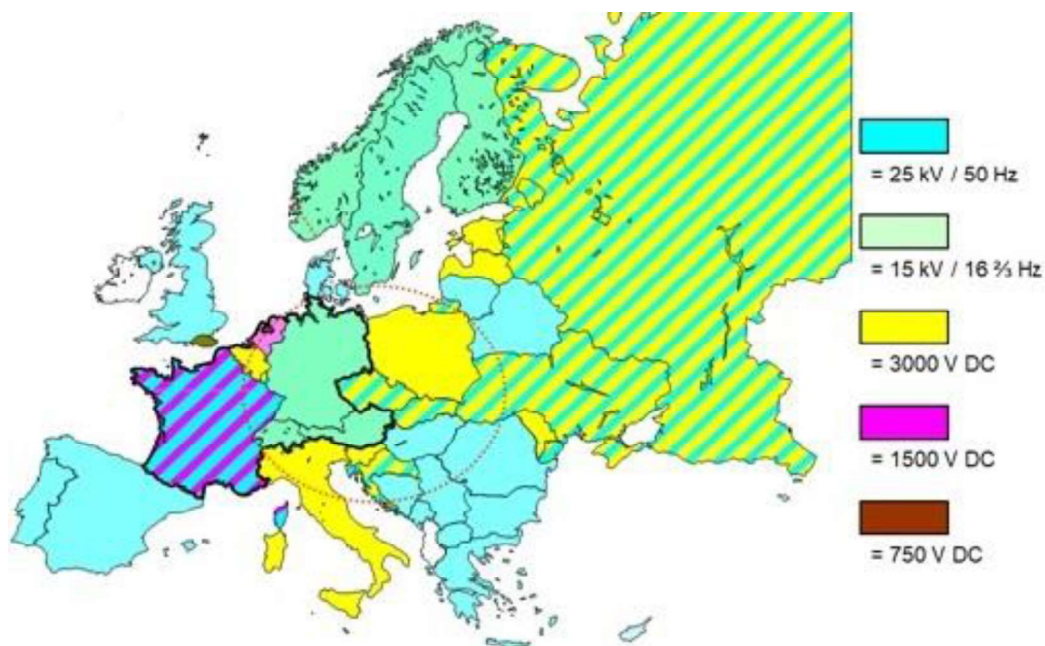 = 25 kV / 50 Hz
= 15 kV / 16 ⅔ Hz
= 3000 V DC
= 1500 V DC
= 750 V DC